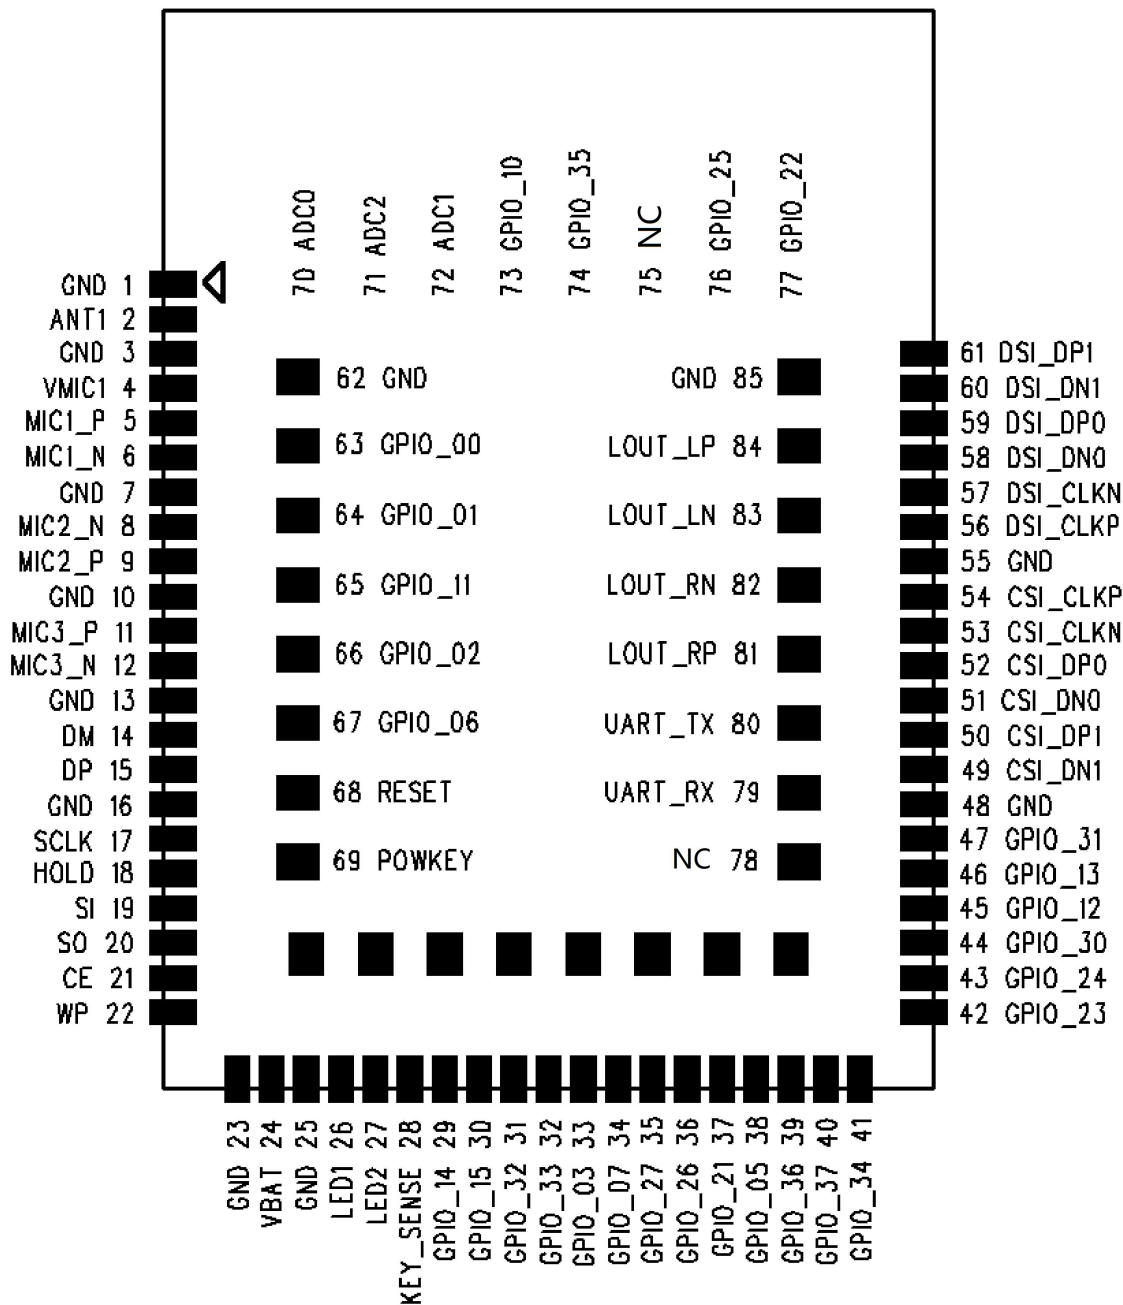 70 ADC0
71 ADC2
72 ADC1
73 GPIO_10
74 GPIO_35
75 NC
76 GPIO_25
77 GPIO_22
GND 1
ANT1 2
GND 3
VMIC1 4
MIC1_P 5
MIC1_N 6
GND 7
MIC2_N 8
MIC2_P 9
GND 10
MIC3_P 11
MIC3_N 12
GND 13
DM 14
DP 15
GND 16
SCLK 17
HOLD 18
SI 19
SO 20
CE 21
WP 22
62 GND
63 GPIO_00
64 GPIO_01
65 GPIO_11
66 GPIO_02
67 GPIO_06
68 RESET
69 POWKEY
GND 85
LOUT_LP 84
LOUT_LN 83
LOUT_RN 82
LOUT_RP 81
UART_TX 80
UART_RX 79
NC 78
61 DSI_DP1
60 DSI_DN1
59 DSI_DP0
58 DSI_DN0
57 DSI_CLKN
56 DSI_CLKP
55 GND
54 CSI_CLKP
53 CSI_CLKN
52 CSI_DP0
51 CSI_DN0
50 CSI_DP1
49 CSI_DN1
48 GND
47 GPIO_31
46 GPIO_13
45 GPIO_12
44 GPIO_30
43 GPIO_24
42 GPIO_23
GND 23
VBAT 24
GND 25
LED1 26
LED2 27
KEY_SENSE 28
GPIO_14 29
GPIO_15 30
GPIO_32 31
GPIO_33 32
GPIO_03 33
GPIO_07 34
GPIO_27 35
GPIO_26 36
GPIO_21 37
GPIO_05 38
GPIO_36 39
GPIO_37 40
GPIO_34 41